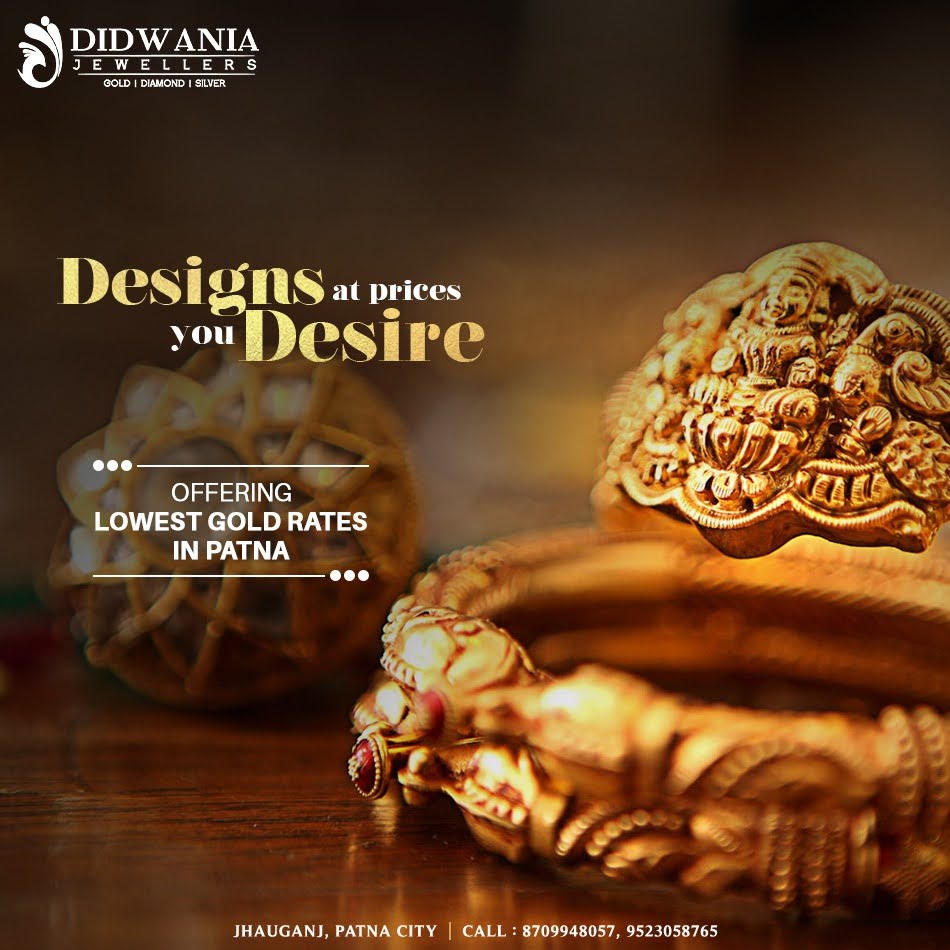 DIDWANIA
JEWELLERS
GOLD | DIAMOND | SILVER
Designs at prices
you Desire
OFFERING
LOWEST GOLD RATES
IN PATNA
JHAUGANJ, PATNA CITY | CALL : 8709948057, 9523058765